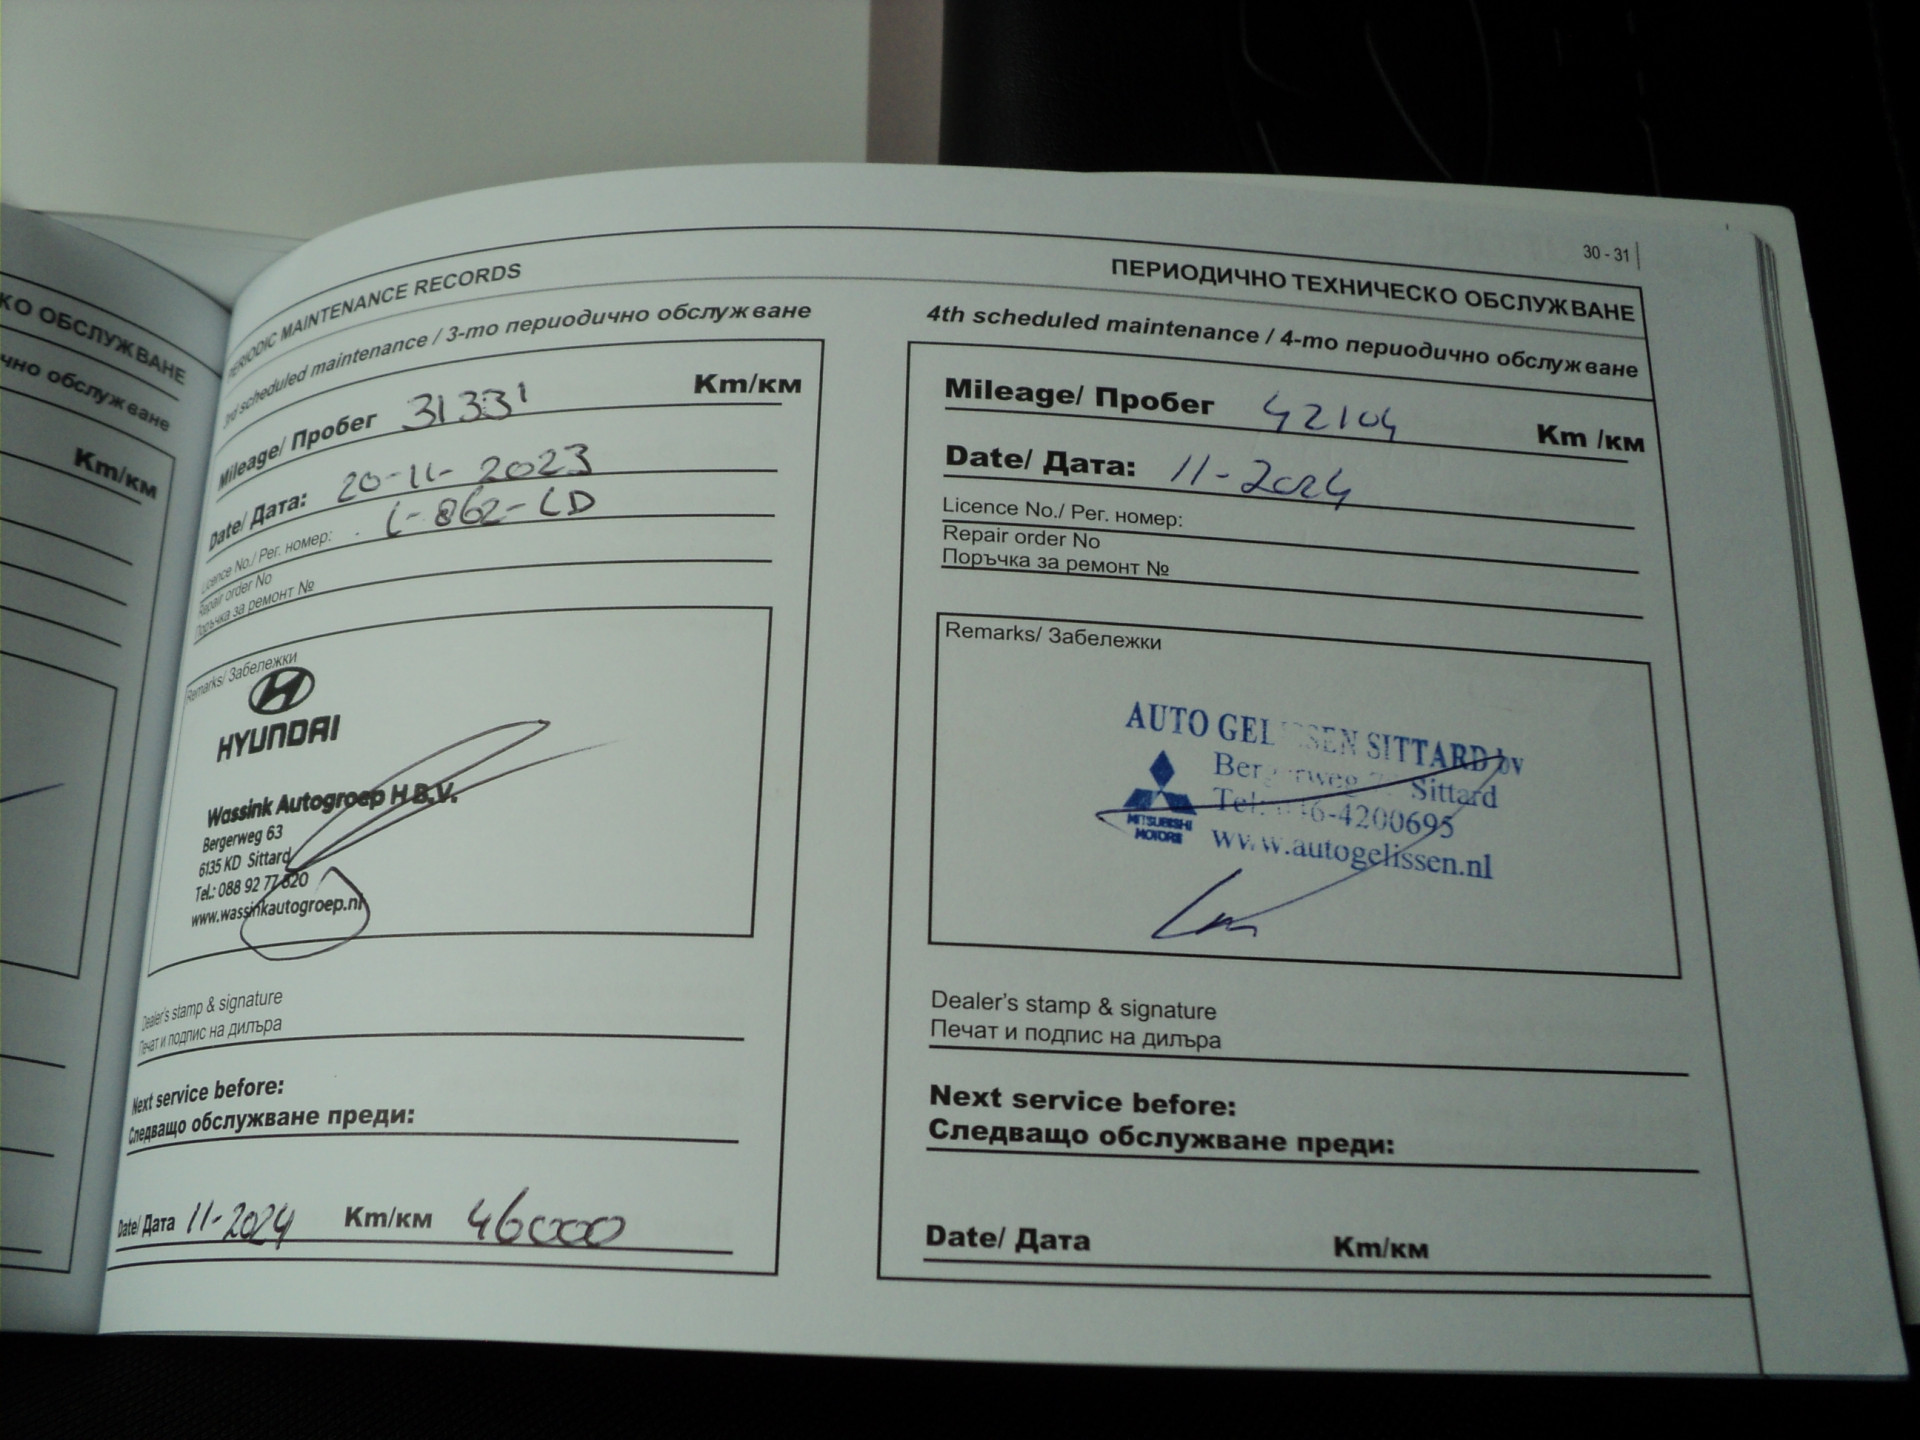 КО ОБСЛУЖВАНЕ
чно обслужване
Km/км
30 - 31
PERIODIC MAINTENANCE RECORDS
ПЕРИОДИЧНО ТЕХНИЧЕСКО ОБСЛУЖВАНЕ
3rd scheduled maintenance / 3-то периодично обслужване
Mileage/ Пробег 31331 Km/км
Date/ Дата: 20-11-2023
Licence No./ Рег. номер: L-862-LD
Repair order No
Поръчка за ремонт №
Remarks/ Забележки
HYUNDAI
Wassink Autogroep H B.V.
Bergerweg 63
6135 KD Sittard
Tel.: 088 92 77 820
www.wassinkautogroep.nl
Dealer's stamp & signature
Печат и подпис на дилъра
Next service before:
Следващо обслужване преди:
Date/ Дата 11-2024 Km/км 46000
4th scheduled maintenance / 4-то периодично обслужване
Mileage/ Пробег 42104 Km /км
Date/ Дата: 11-2024
Licence No./ Рег. номер:
Repair order No
Поръчка за ремонт №
Remarks/ Забележки
AUTO GELISSEN SITTARD bv
Bergerweg Sittard
Tel: 046-4200695
www.autogelissen.nl
MITSUBISHI
MOTORS
Dealer's stamp & signature
Печат и подпис на дилъра
Next service before:
Следващо обслужване преди:
Date/ Дата Km/км